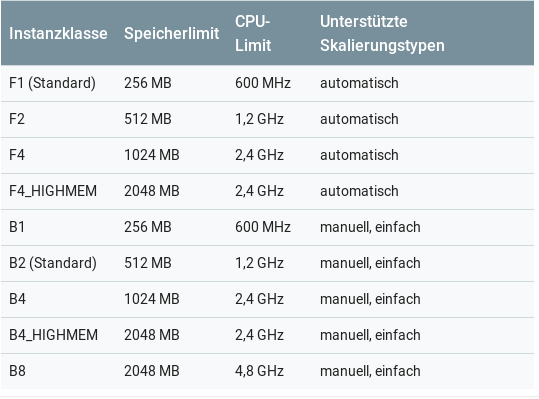 Instanzklasse Speicherlimit CPU-Limit Unterstützte Skalierungstypen
F1 (Standard) 256 MB 600 MHz automatisch
F2 512 MB 1,2 GHz automatisch
F4 1024 MB 2,4 GHz automatisch
F4_HIGHMEM 2048 MB 2,4 GHz automatisch
B1 256 MB 600 MHz manuell, einfach
B2 (Standard) 512 MB 1,2 GHz manuell, einfach
B4 1024 MB 2,4 GHz manuell, einfach
B4_HIGHMEM 2048 MB 2,4 GHz manuell, einfach
B8 2048 MB 4,8 GHz manuell, einfach